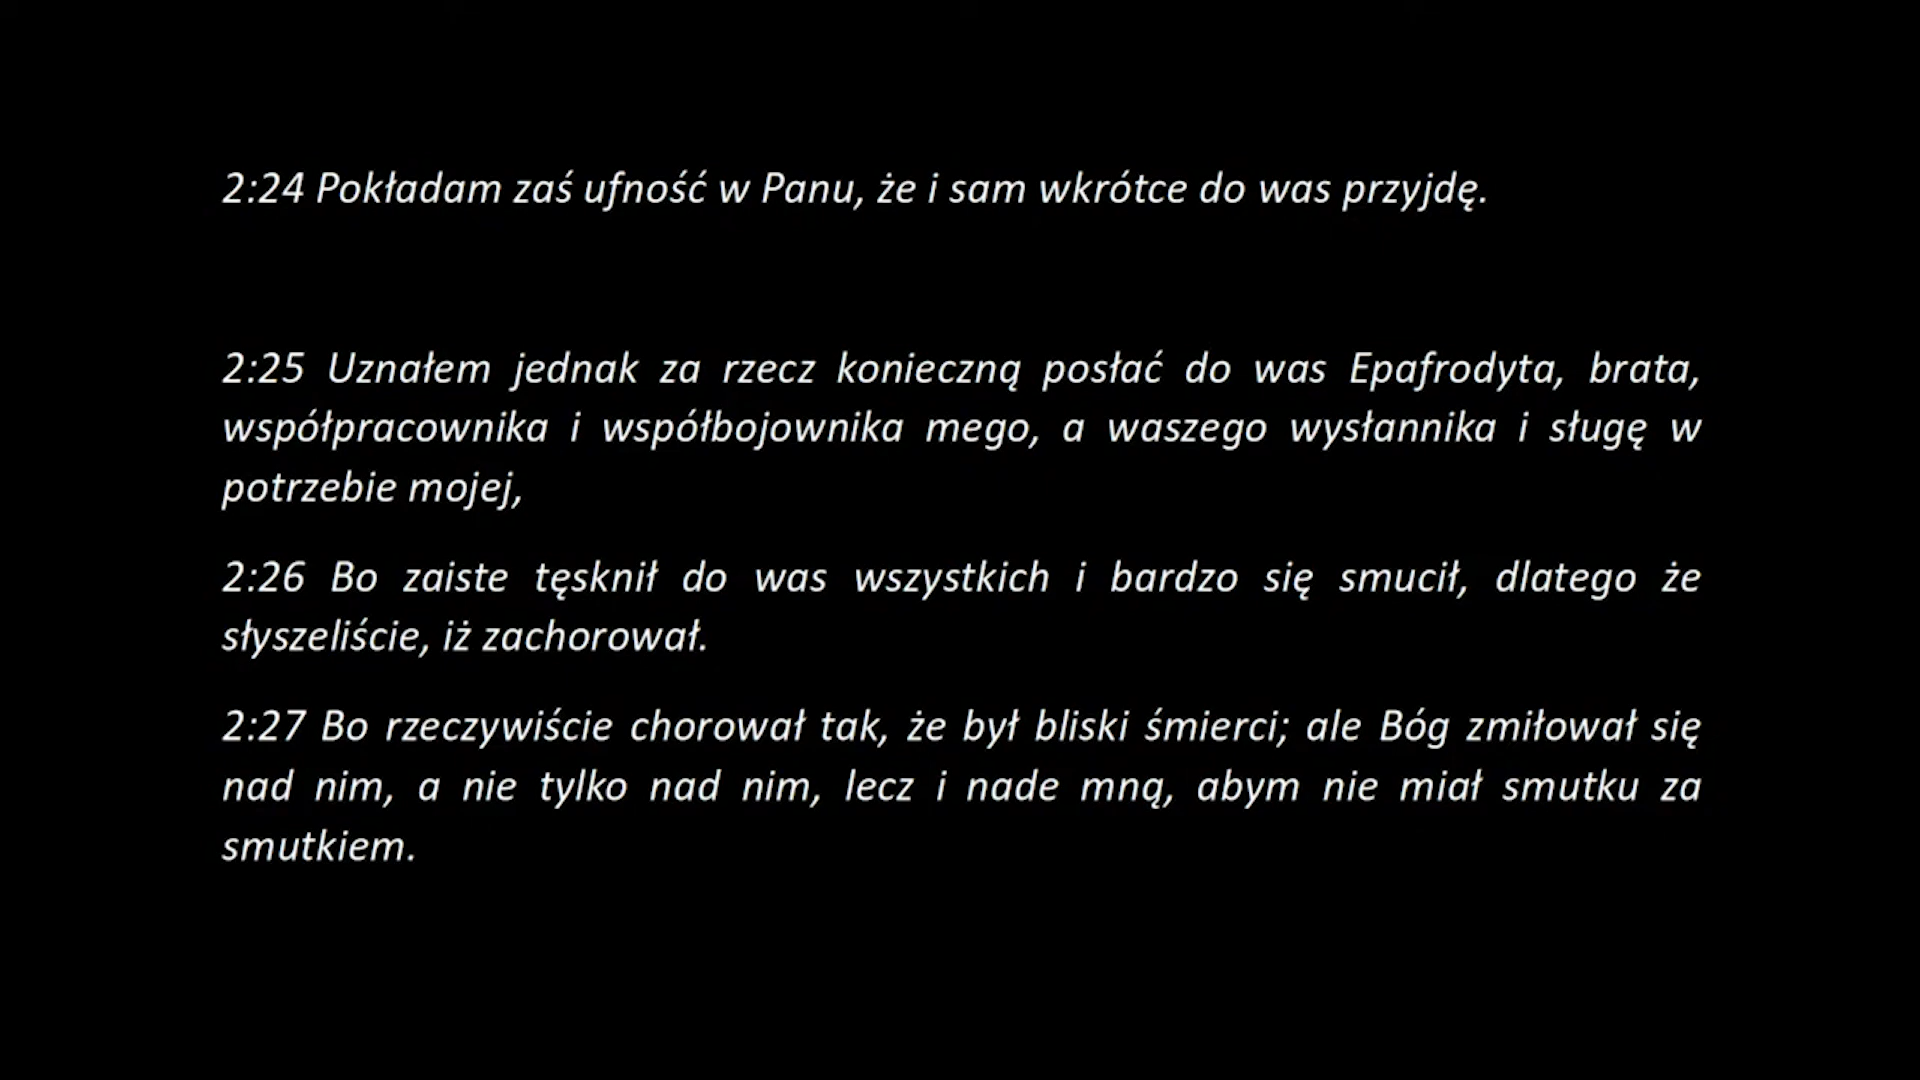 2:24 Pokładam zaś ufność w Panu, że i sam wkrótce do was przyjdę.
2:25 Uznałem jednak za rzecz konieczną posłać do was Epafrodyta, brata,
współpracownika i współbojownika mego, a waszego wysłannika i sługę w
potrzebie mojej,
2:26 Bo zaiste tęsknił do was wszystkich i bardzo się smucił, dlatego że
słyszeliście, iż zachorował.
2:27 Bo rzeczywiście chorował tak, że był bliski śmierci; ale Bóg zmiłował się
nad nim, a nie tylko nad nim, lecz i nade mną, abym nie miał smutku za
smutkiem.